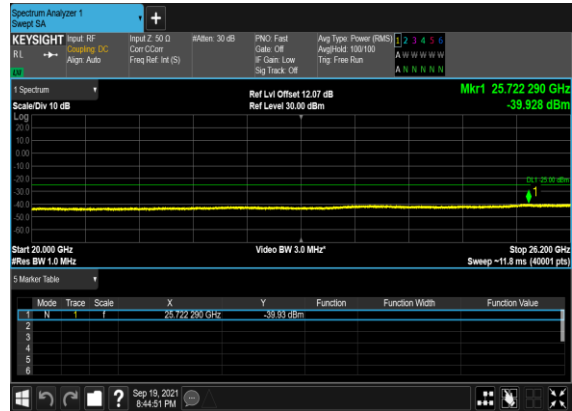 Spectrum Analyzer 1
Swept SA
+
KEYSIGHT Input: RF Input Z: 50 Ω #Atten: 30 dB PNO: Fast Avg Type: Power (RMS) 1 2 3 4 5 6
RL Coupling: DC Corr CCorr Gate: Off Avg|Hold: 100/100 A W W W W W
Align: Auto Freq Ref: Int (S) IF Gain: Low Trig: Free Run
Sig Track: Off A N N N N N
1 Spectrum Ref Lvl Offset 12.07 dB Mkr1 25.722 290 GHz
Scale/Div 10 dB Ref Level 30.00 dBm -39.928 dBm
Log
20.0
10.0
0.00
-10.0
-20.0 DL1 -25.00 dBm
-30.0 1
-40.0
-50.0
-60.0
Start 20.000 GHz Video BW 3.0 MHz* Stop 26.200 GHz
#Res BW 1.0 MHz Sweep ~11.8 ms (40001 pts)
5 Marker Table
Mode Trace Scale X Y Function Function Width Function Value
1 N 1 f 25.722 290 GHz -39.93 dBm
2
3
4
5
6
? Sep 19, 2021
8:44:51 PM